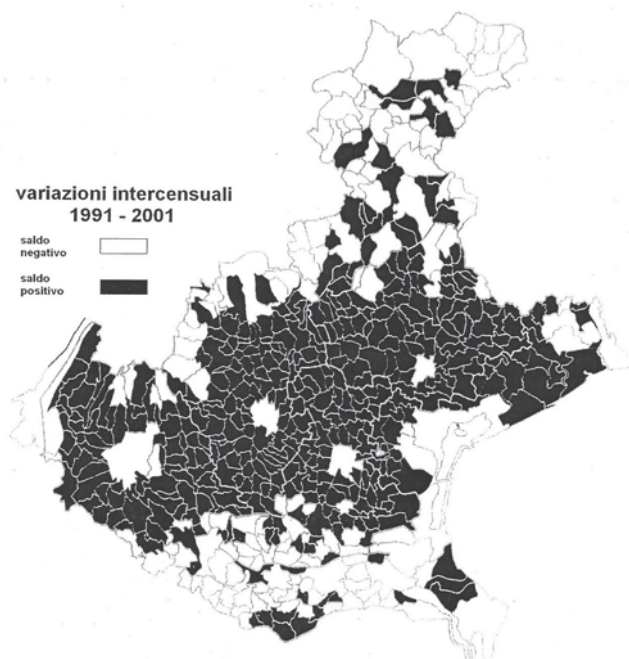 variazioni intercensuali
1991 - 2001
saldo
negativo
saldo
positivo